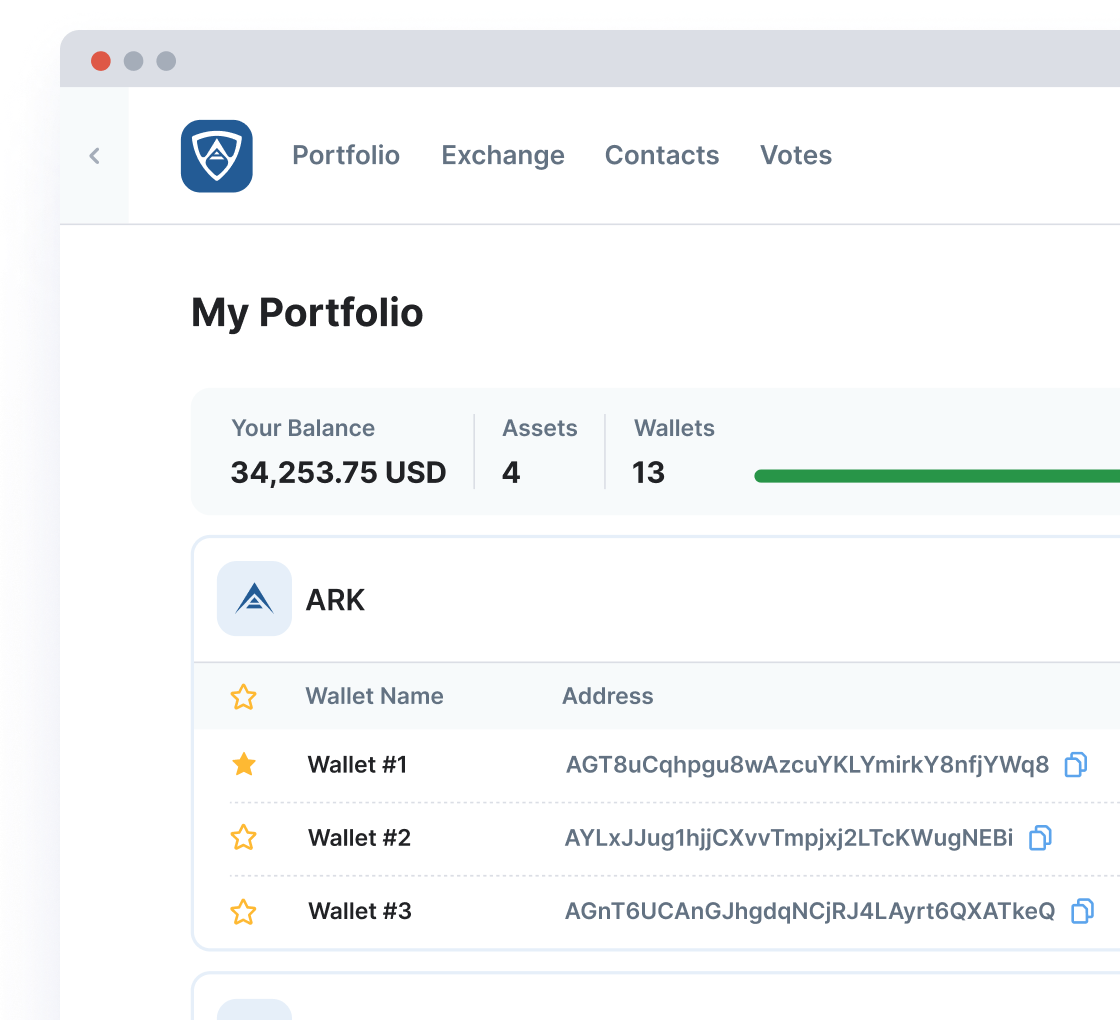 Portfolio Exchange Contacts Votes
My Portfolio
Your Balance Assets Wallets
34,253.75 USD 4 13
ARK
Wallet Name Address
Wallet #1 AGT8uCqhpgu8wAzcuYKLYmirkY8nfjYWq8
Wallet #2 AYLxJJug1hjjCXvvTmpjxj2LTcKWugNEBi
Wallet #3 AGnT6UCAnGJhgdqNCjRJ4LAyrt6QXATkeQ